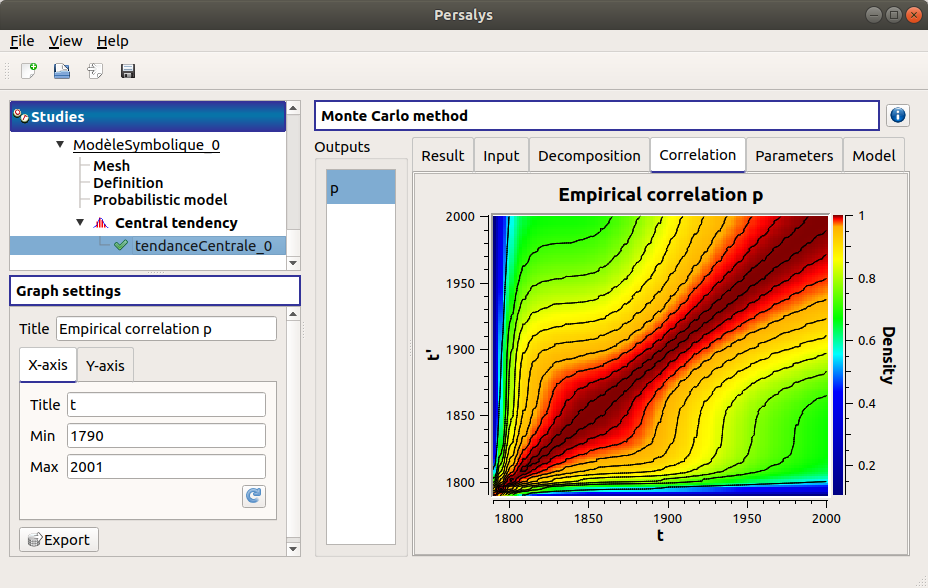 Persalys
File View Help
Studies
ModèleSymbolique_0
Mesh
Definition
Probabilistic model
Central tendency
tendanceCentrale_0
Graph settings
Title Empirical correlation p
X-axis Y-axis
Title t
Min 1790
Max 2001
Export
Monte Carlo method
Outputs
p
Result Input Decomposition Correlation Parameters Model
Empirical correlation p
2000
1950
1900
1850
1800
t'
1800 1850 1900 1950 2000
t
1
0.8
0.6
0.4
0.2
Density